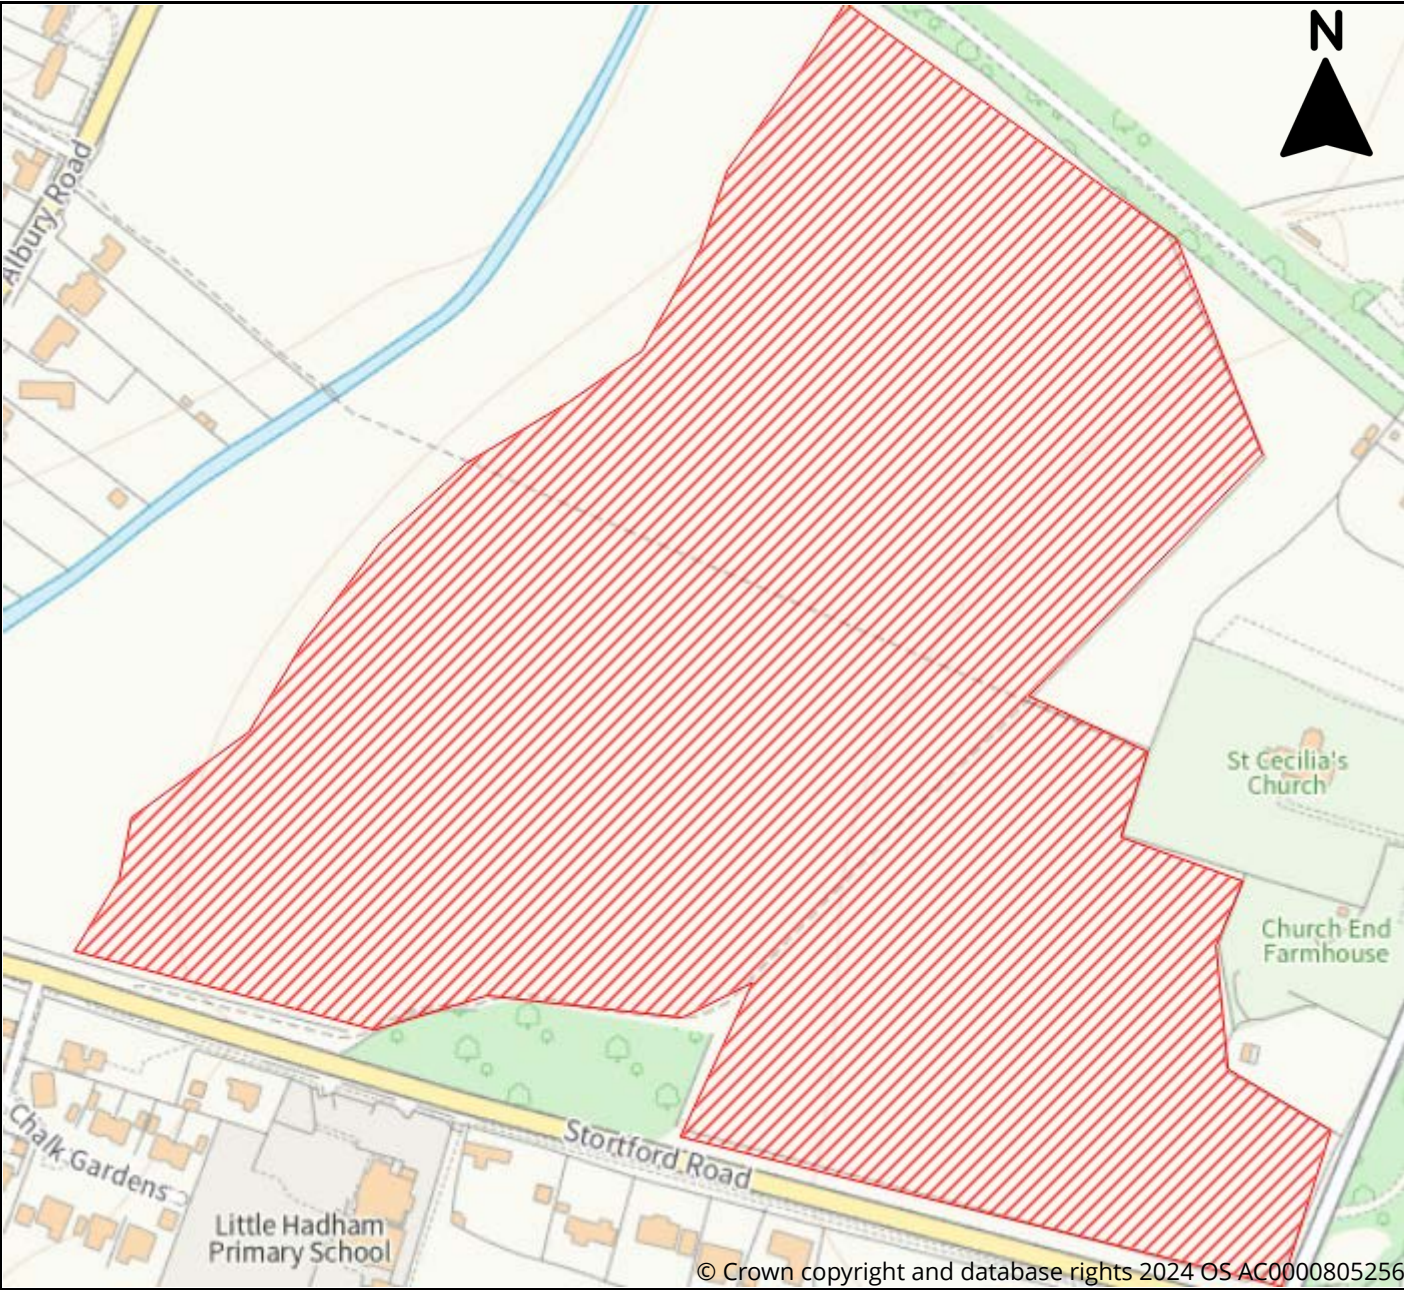 N
Albury Road
St Cecilia's
Church
Church End
Farmhouse
Stortford Road
Chalk Gardens
Little Hadham
Primary School
© Crown copyright and database rights 2024 OS AC0000805256